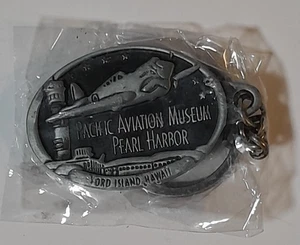 PACIFIC AVIATION MUSEUM
PEARL HARBOR
FORD ISLAND, HAWAII